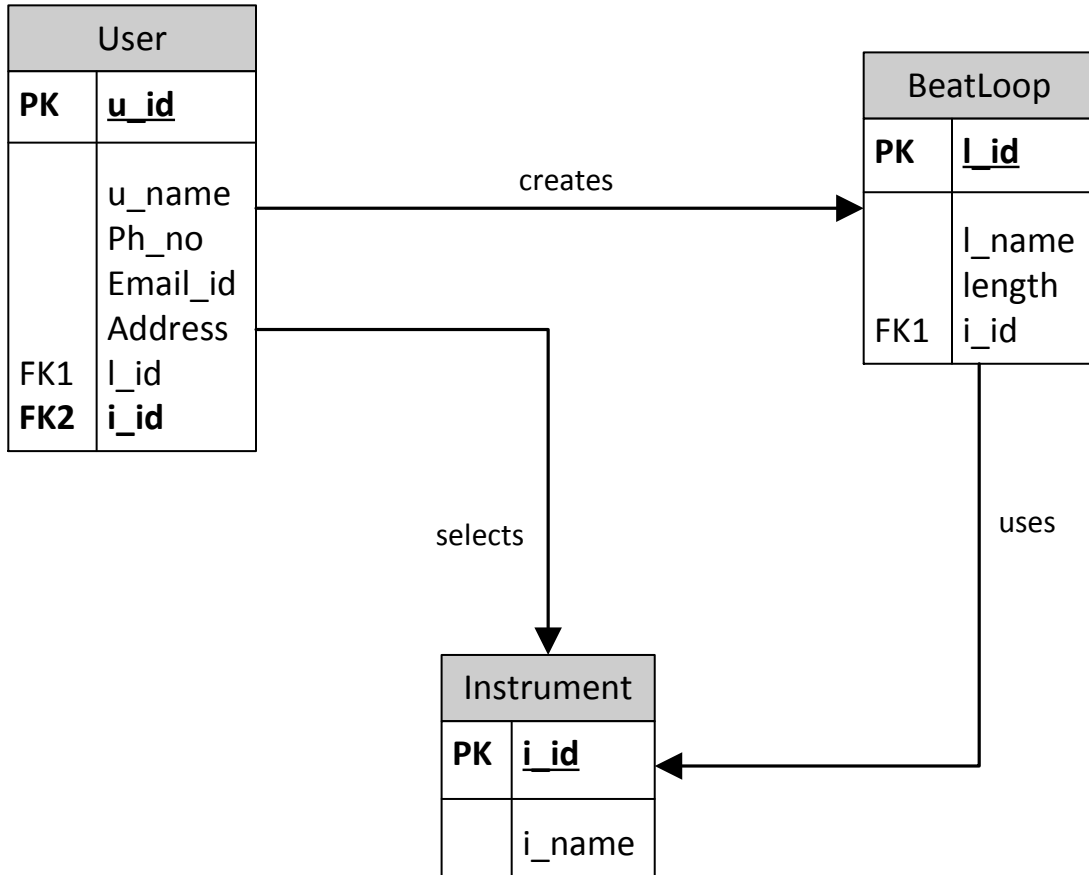 User
PK u_id
u_name
Ph_no
Email_id
Address
FK1 l_id
FK2 i_id
creates
BeatLoop
PK l_id
l_name
length
FK1 i_id
selects
uses
Instrument
PK i_id
i_name